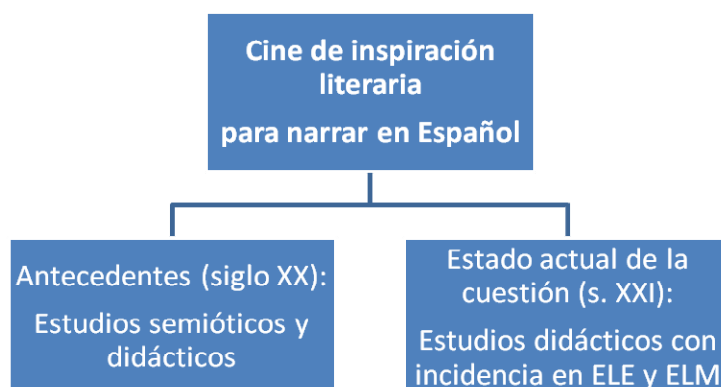 Cine de inspiración
literaria
para narrar en Español
Antecedentes (siglo XX):
Estudios semióticos y
didácticos
Estado actual de la
cuestión (s. XXI):
Estudios didácticos con
incidencia en ELE y ELM